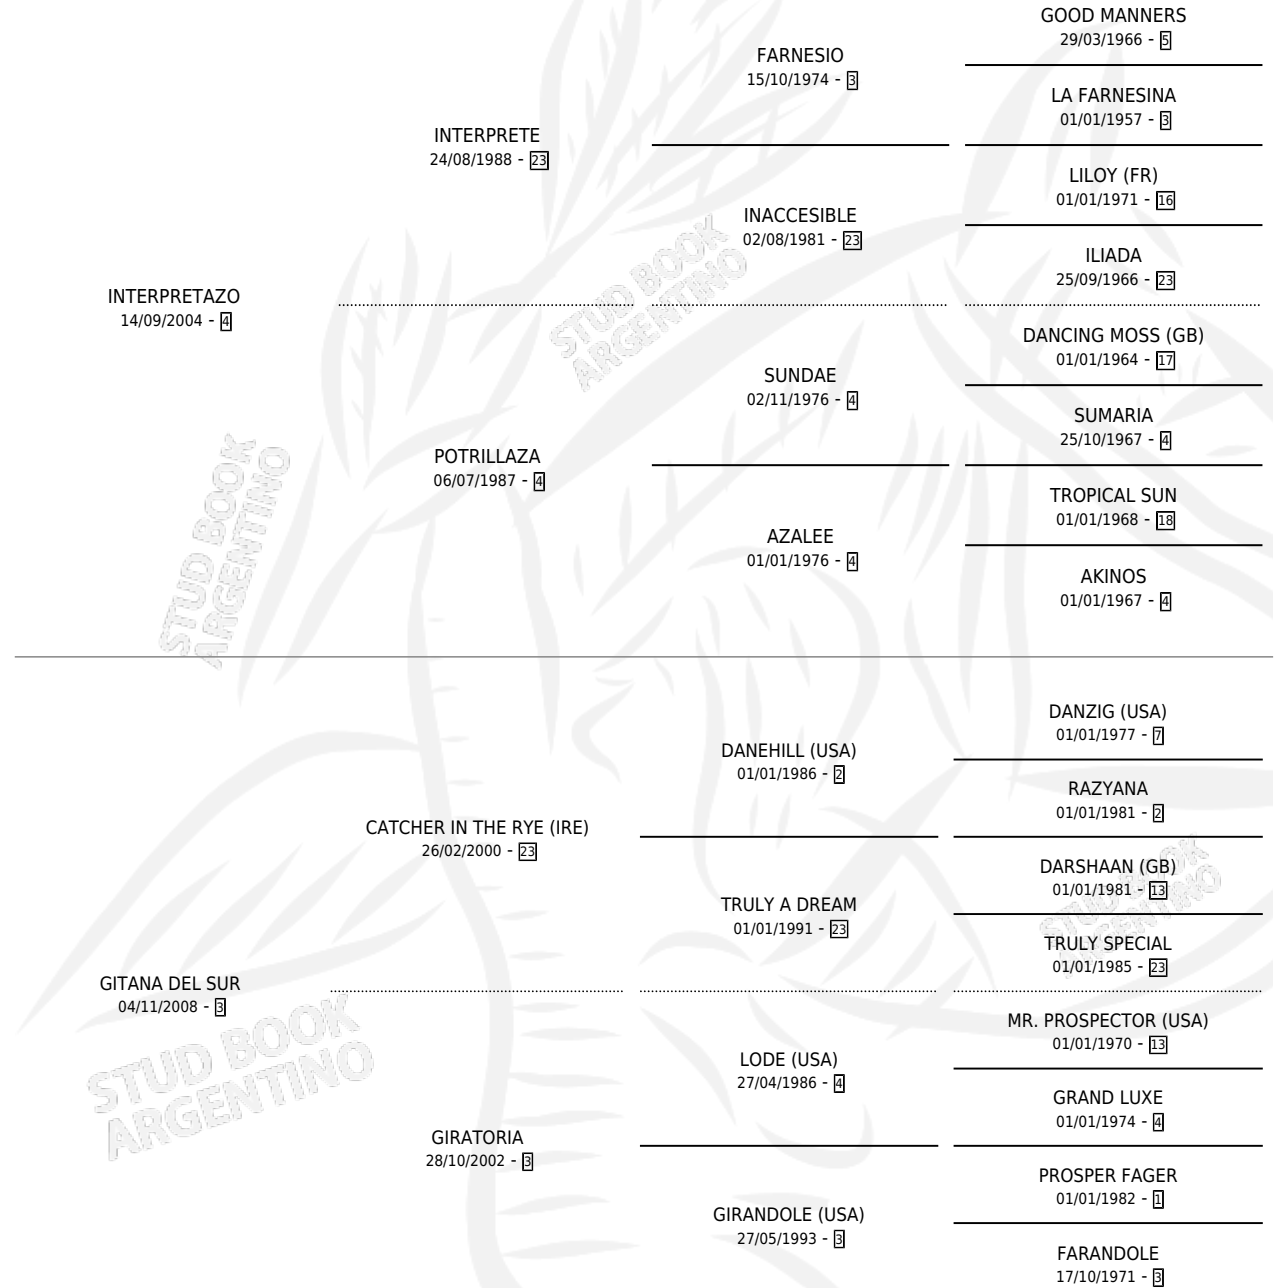 GOOD MANNERS
29/03/1966 - 5
FARNESIO
15/10/1974 - 3
LA FARNESINA
01/01/1957 - 3
INTERPRETE
24/08/1988 - 23
LILOY (FR)
01/01/1971 - 16
INACCESIBLE
02/08/1981 - 23
ILIADA
25/09/1966 - 23
INTERPRETAZO
14/09/2004 - 4
STUD BOOK
ARGENTINO
DANCING MOSS (GB)
01/01/1964 - 17
SUNDAE
02/11/1976 - 4
SUMARIA
25/10/1967 - 4
POTRILLAZA
06/07/1987 - 4
TROPICAL SUN
01/01/1968 - 18
AZALEE
01/01/1976 - 4
AKINOS
01/01/1967 - 4
STUD BOOK
ARGENTINO
DANZIG (USA)
01/01/1977 - 7
DANEHILL (USA)
01/01/1986 - 2
RAZYANA
01/01/1981 - 2
CATCHER IN THE RYE (IRE)
26/02/2000 - 23
DARSHAAN (GB)
01/01/1981 - 13
TRULY A DREAM
01/01/1991 - 23
STUD BOOK
ARGENTINO
TRULY SPECIAL
01/01/1985 - 23
GITANA DEL SUR
04/11/2008 - 3
MR. PROSPECTOR (USA)
01/01/1970 - 13
LODE (USA)
27/04/1986 - 4
GRAND LUXE
01/01/1974 - 4
STUD BOOK
ARGENTINO
GIRATORIA
28/10/2002 - 3
PROSPER FAGER
01/01/1982 - 1
GIRANDOLE (USA)
27/05/1993 - 3
FARANDOLE
17/10/1971 - 3